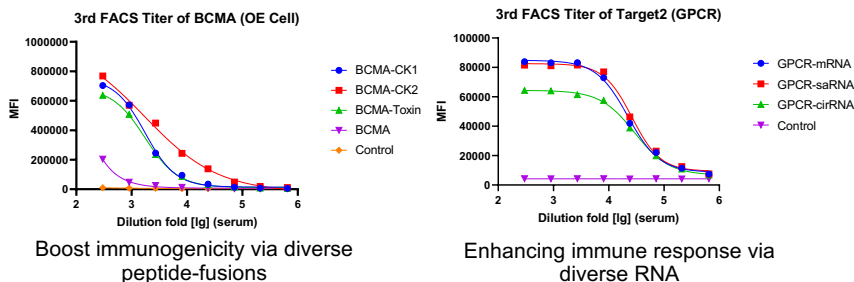 3rd FACS Titer of BCMA (OE Cell)
1000000
800000
600000
400000
200000
0
MFI
2
3
4
5
6
Dilution fold [lg] (serum)
BCMA-CK1
BCMA-CK2
BCMA-Toxin
BCMA
Control
Boost immunogenicity via diverse
peptide-fusions
3rd FACS Titer of Target2 (GPCR)
100000
80000
60000
40000
20000
0
MFI
2
3
4
5
6
Dilution fold [lg] (serum)
GPCR-mRNA
GPCR-saRNA
GPCR-cirRNA
Control
Enhancing immune response via
diverse RNA